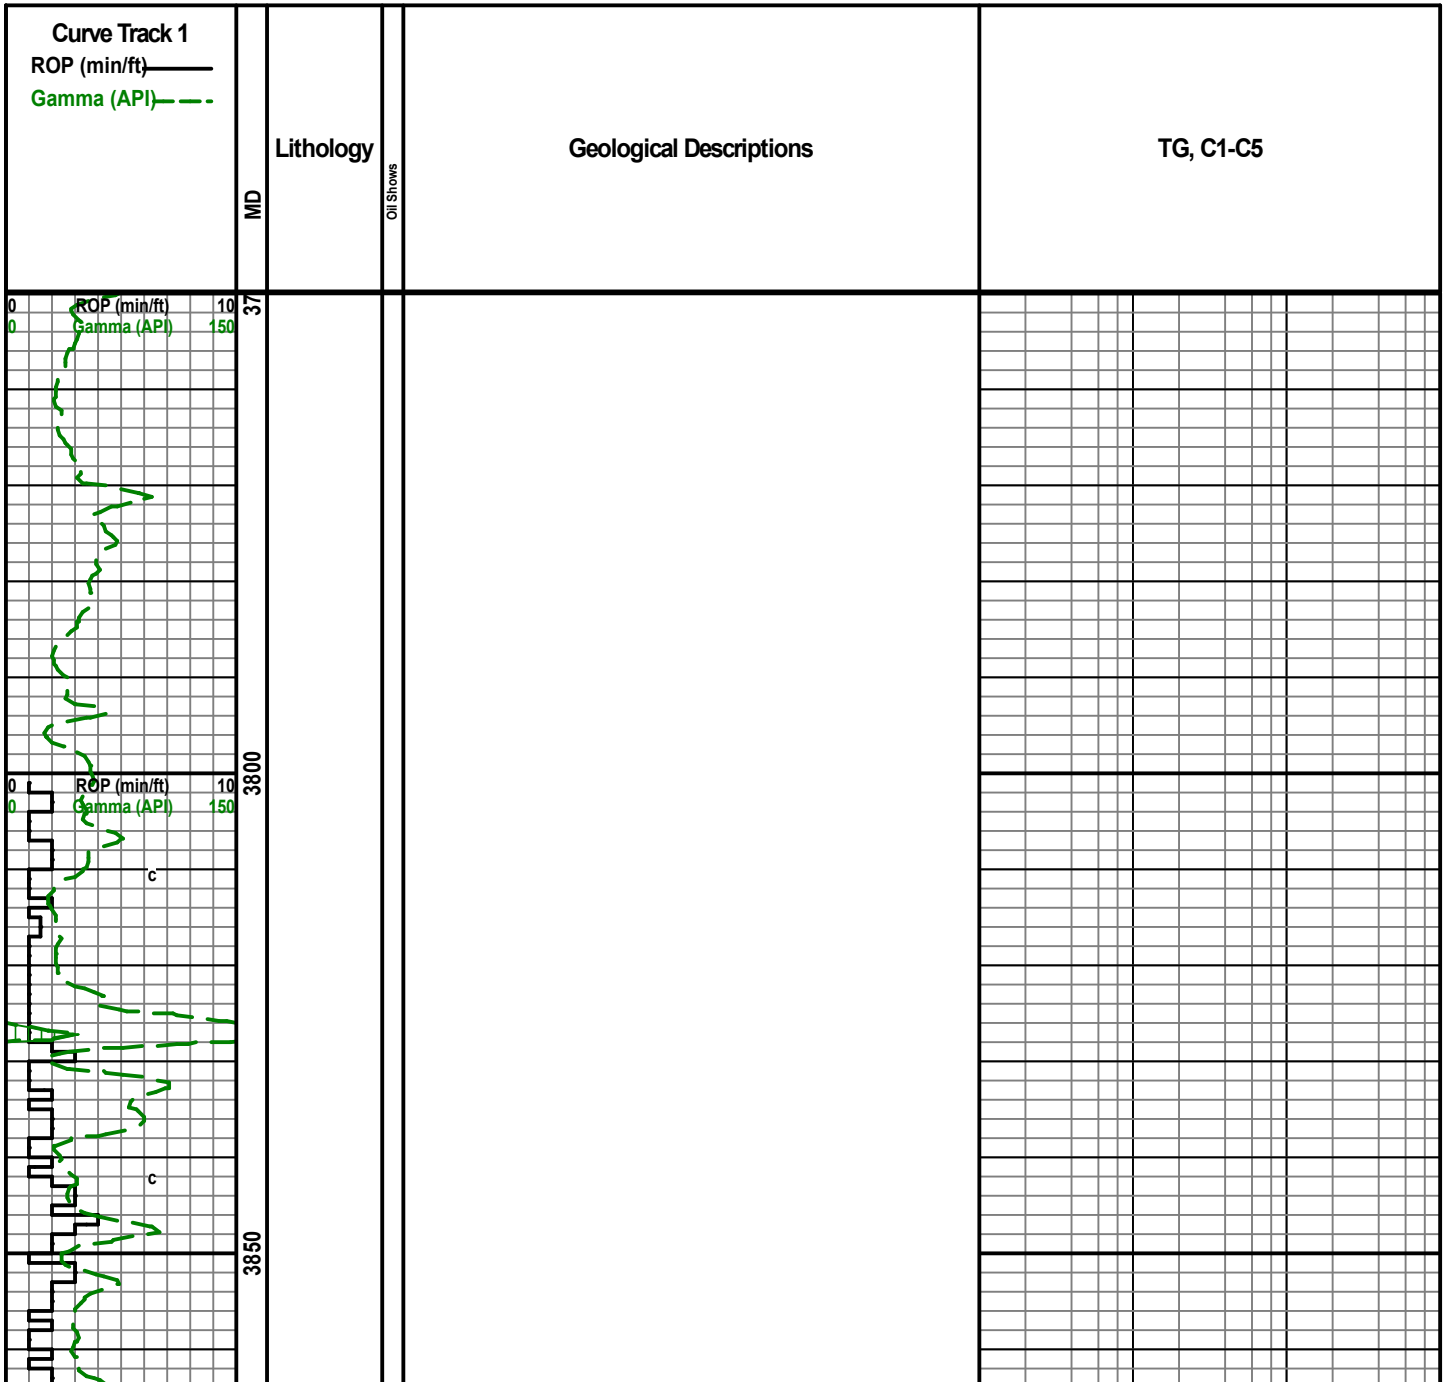 Curve Track 1
ROP (min/ft)
Gamma (API)
MD
Lithology
Oil Shows
Geological Descriptions
TG, C1-C5
0 ROP (min/ft) 10
0 Gamma (API) 150
37
3800
0 ROP (min/ft) 10
0 Gamma (API) 150
c
c
3850